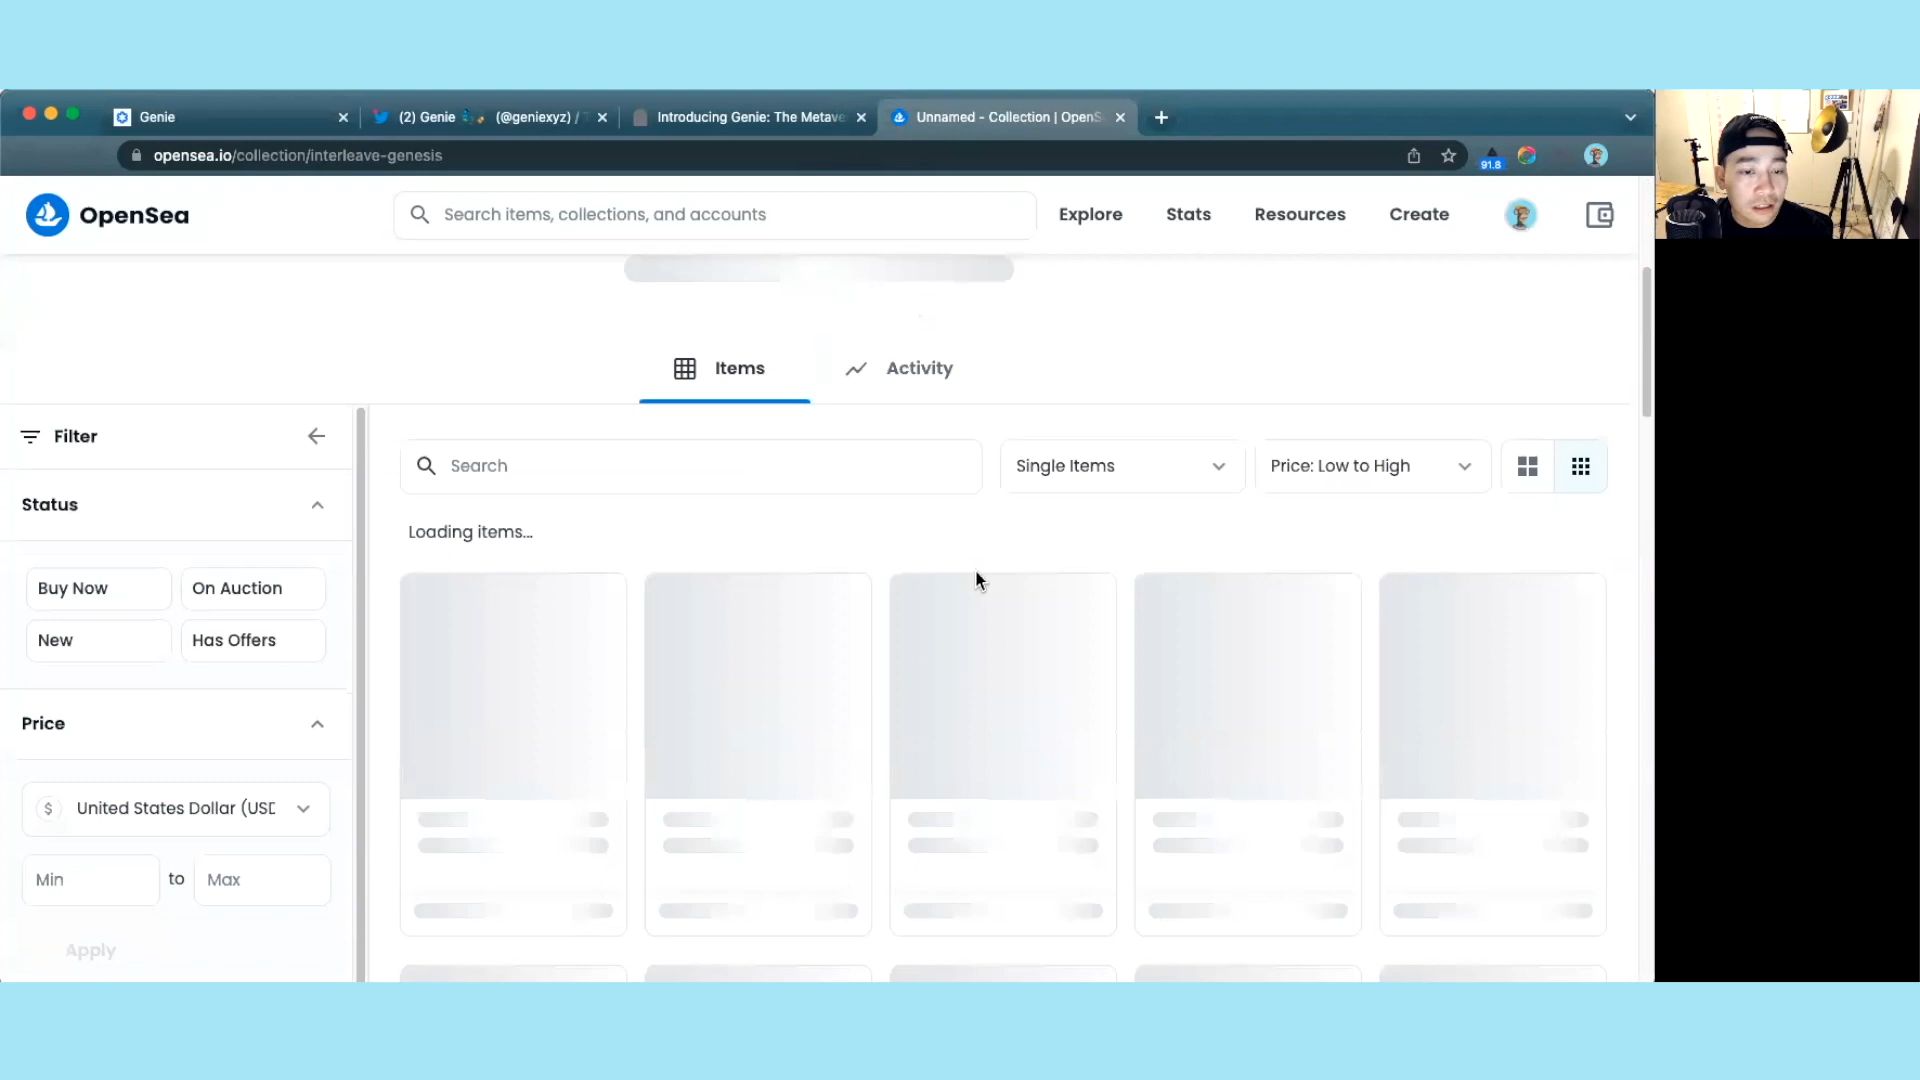 Genie
(2) Genie (@geniexyz) /
Introducing Genie: The Metave
Unnamed - Collection | OpenS
opensea.io/collection/interleave-genesis
91.8
OpenSea
Search items, collections, and accounts
Explore
Stats
Resources
Create
Items
Activity
Filter
Search
Single Items
Price: Low to High
Status
Loading items...
Buy Now
On Auction
New
Has Offers
Price
$ United States Dollar (USD
Min to Max
Apply